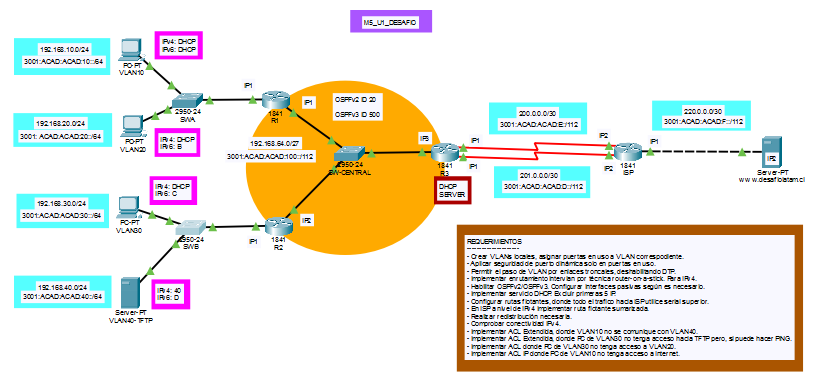 M5_U1_DESAFIO
192.168.10.0/24
3001:ACAD:ACAD:10::/64
IPv4: DHCP
IPv6: DHCP
PC-PT
VLAN10
2950-24
SWA
192.168.20.0/24
3001:ACAD:ACAD:20::/64
PC-PT
VLAN20
IPv4: DHCP
IPv6: B
IP1
1841
R1
IP1
OSPFv2 ID 20
OSPFv3 ID 500
192.168.64.0/27
3001:ACAD:ACAD:100::/112
2950-24
SW-CENTRAL
IP3
1841
R3
DHCP
SERVER
IP1
IP1
200.0.0.0/30
3001:ACAD:ACAD:E::/112
201.0.0.0/30
3001:ACAD:ACAD:D::/112
IP2
IP2
1841
ISP
220.0.0.0/30
3001:ACAD:ACAD:F::/112
IP1
IP2
Server-PT
www.desafiolatam.cl
192.168.30.0/24
3001:ACAD:ACAD:30::/64
IPv4: DHCP
IPv6: C
PC-PT
VLAN30
2950-24
SWB
IP1
IP2
1841
R2
192.168.40.0/24
3001:ACAD:ACAD:40::/64
IPv4: 40
IPv6: D
Server-PT
VLAN40-TFTP
REQUERIMIENTOS
- Crear VLANs locales, asignar puertas en uso a VLAN correspodiente.
- Aplicar seguridad de puerto dinámica solo en puertas en uso.
- Permitir el paso de VLAN por enlaces troncales, deshabilitando DTP.
- Implementar enrutamiento intervlan por técnica router-on-a-stick. Para IPv4.
- Habilitar OSPFv2/OSPFv3. Configurar interfaces pasivas según es necesario.
- Implementar servicio DHCP. Excluir primeras 5 IP.
- Configurar rutas flotantes, donde todo el trafico hacia ISP utilice serial superior.
- En ISP a nivel de IPv4 implementar ruta flotante sumarizada.
- Realizar redistribución necesaria.
- Comprobar conectividad IPv4.
- Implementar ACL Extendida, donde VLAN10 no se comunique con VLAN40.
- Implementar ACL Extendida, donde PC de VLAN30 no tenga acceso hacia TFTP pero, si puede hacer PNG.
- Implementar ACL donde PC de VLAN30 no tenga acceso a VLAN20.
- Implementar ACL IP donde PC de VLAN10 no tenga acceso a Internet.